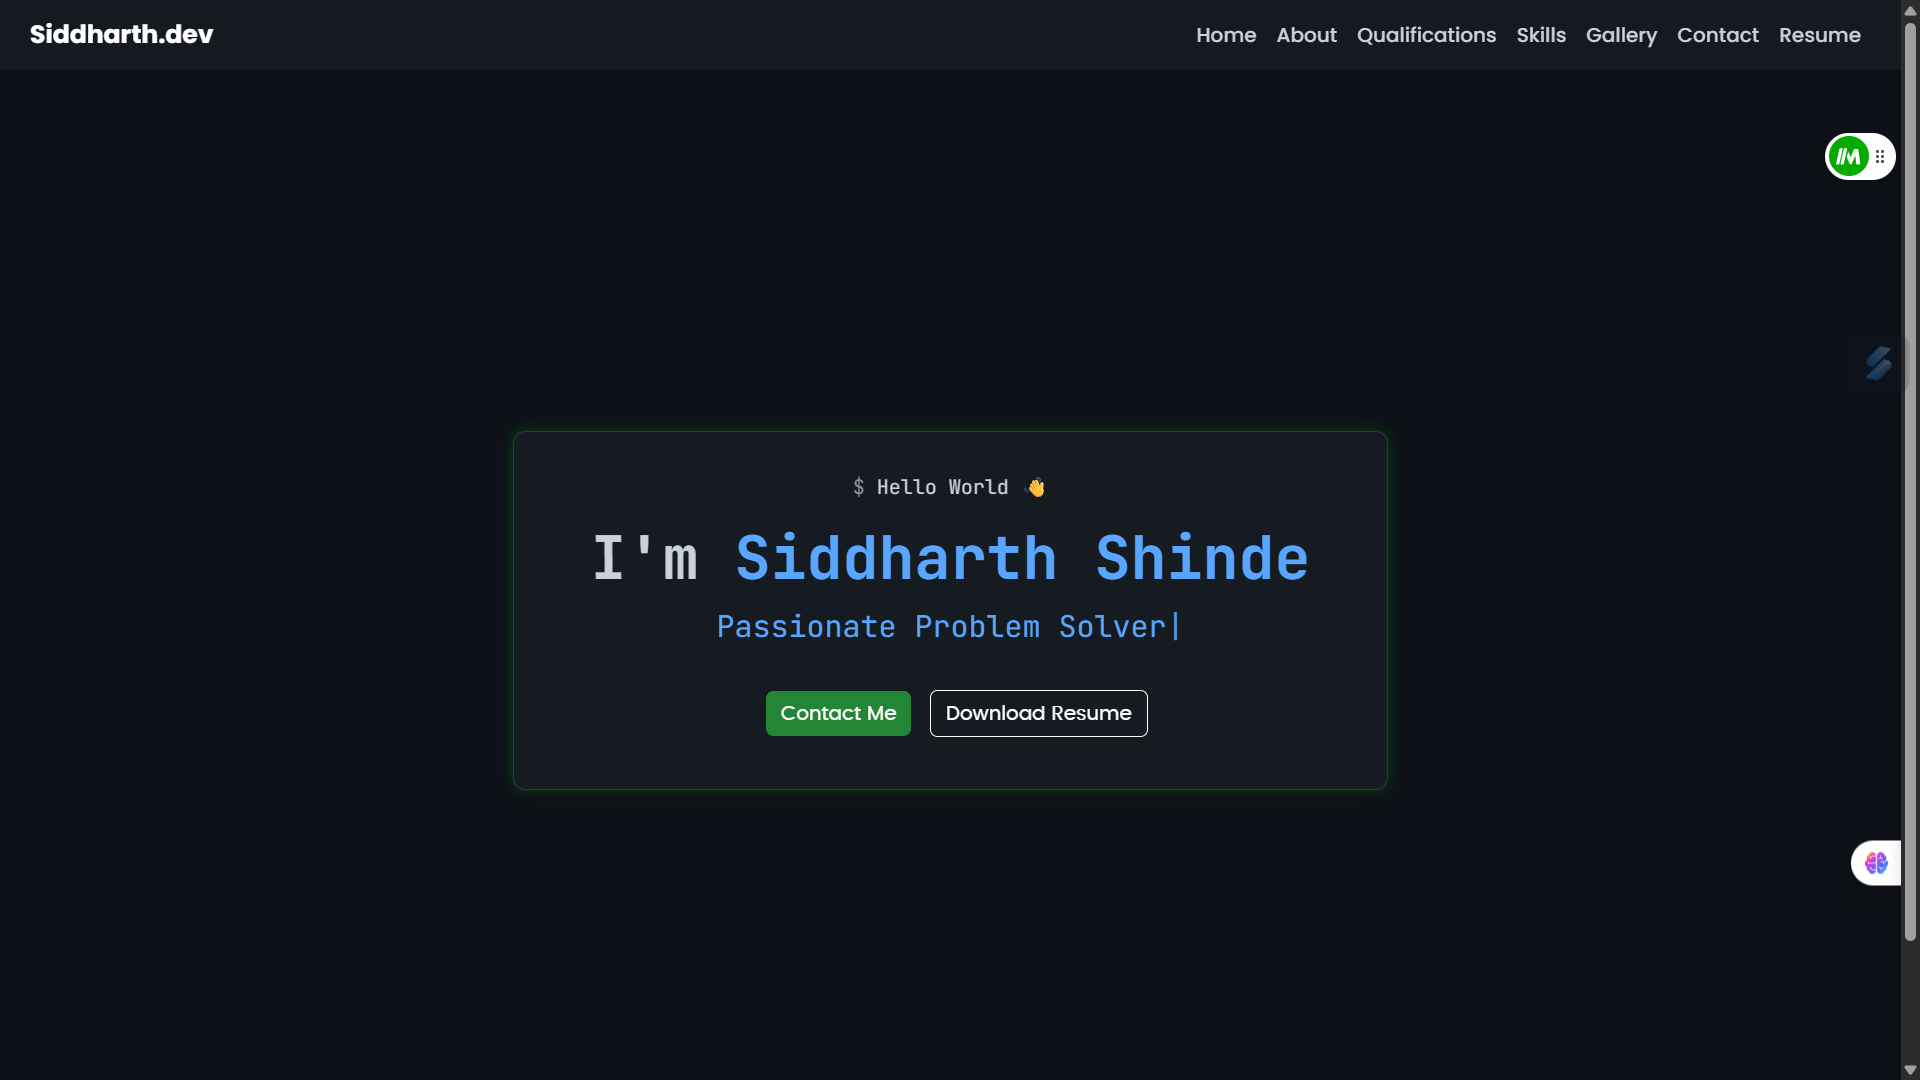 Siddharth.dev
Home About Qualifications Skills Gallery Contact Resume
$ Hello World 👋
I'm Siddharth Shinde
Passionate Problem Solver|
Contact Me Download Resume